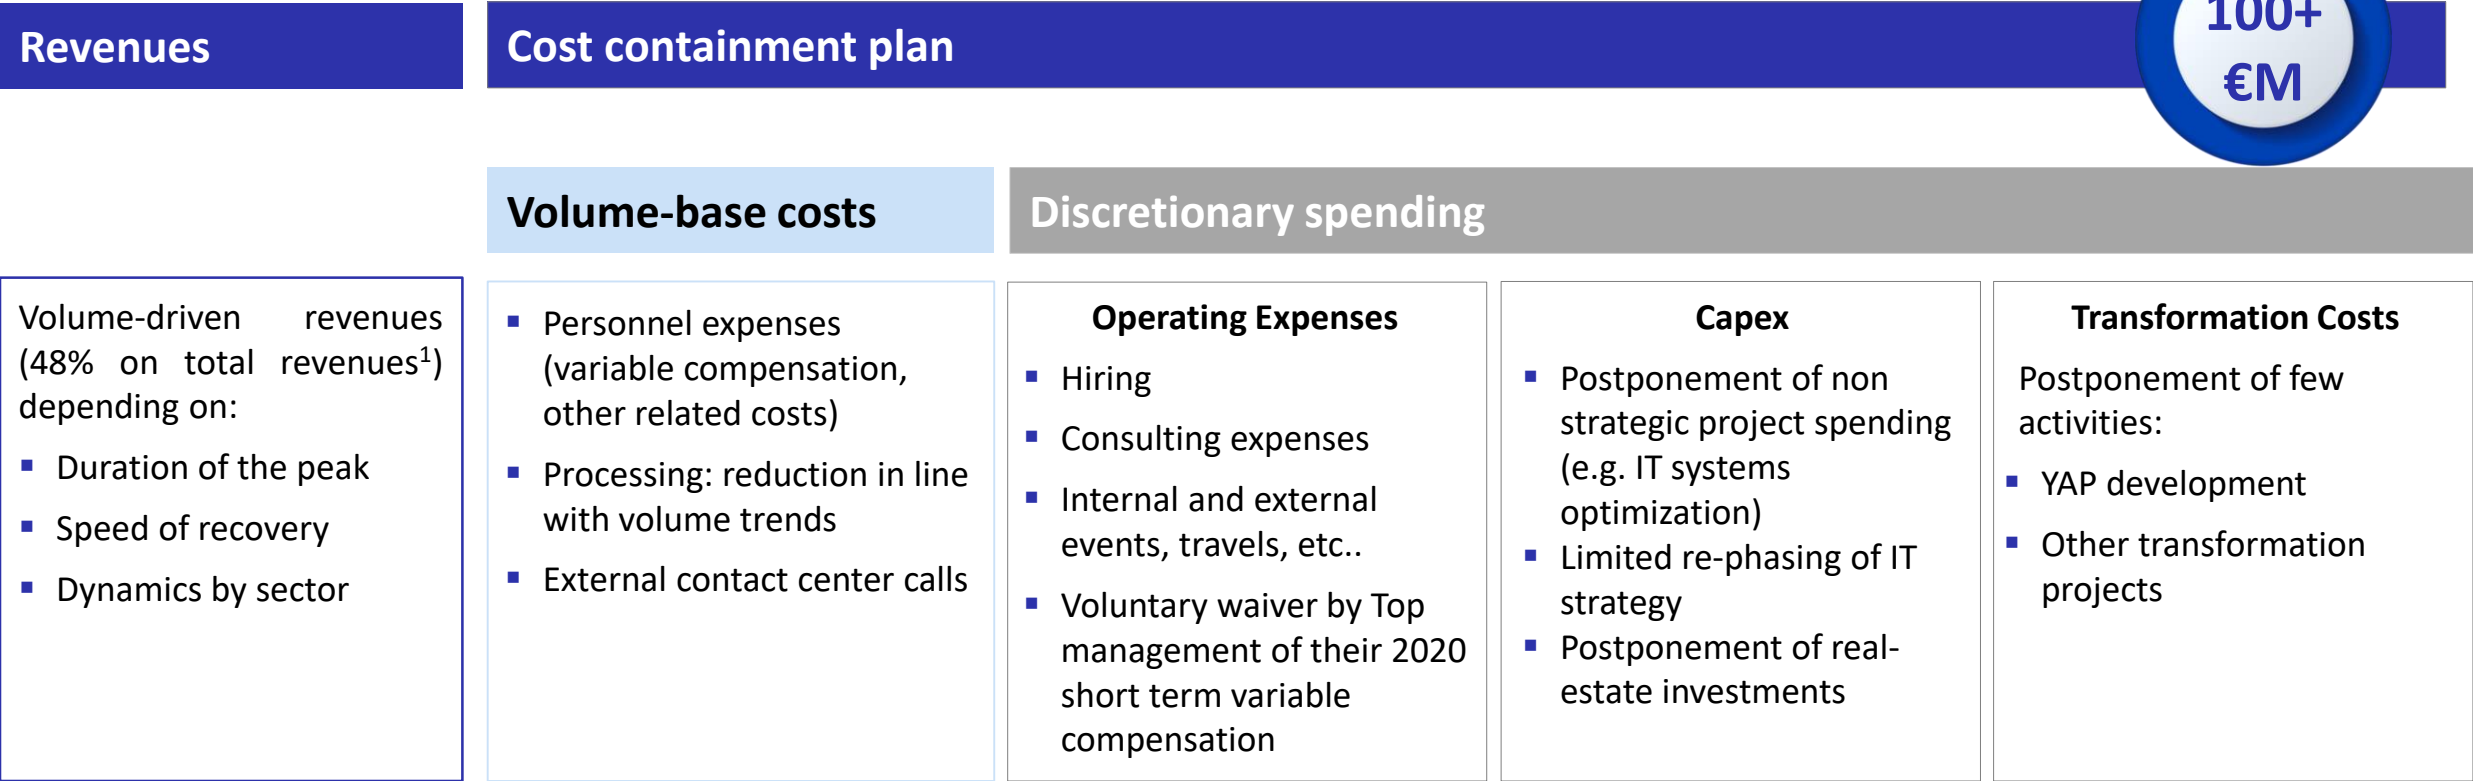 Revenues
Cost containment plan
100+
€M
Volume-base costs
Discretionary spending
Volume-driven revenues
(48% on total revenues¹)
depending on:
▪ Duration of the peak
▪ Speed of recovery
▪ Dynamics by sector
▪ Personnel expenses
(variable compensation,
other related costs)
▪ Processing: reduction in line
with volume trends
▪ External contact center calls
Operating Expenses
▪ Hiring
▪ Consulting expenses
▪ Internal and external
events, travels, etc..
▪ Voluntary waiver by Top
management of their 2020
short term variable
compensation
Capex
▪ Postponement of non
strategic project spending
(e.g. IT systems
optimization)
▪ Limited re-phasing of IT
strategy
▪ Postponement of real-
estate investments
Transformation Costs
Postponement of few
activities:
▪ YAP development
▪ Other transformation
projects